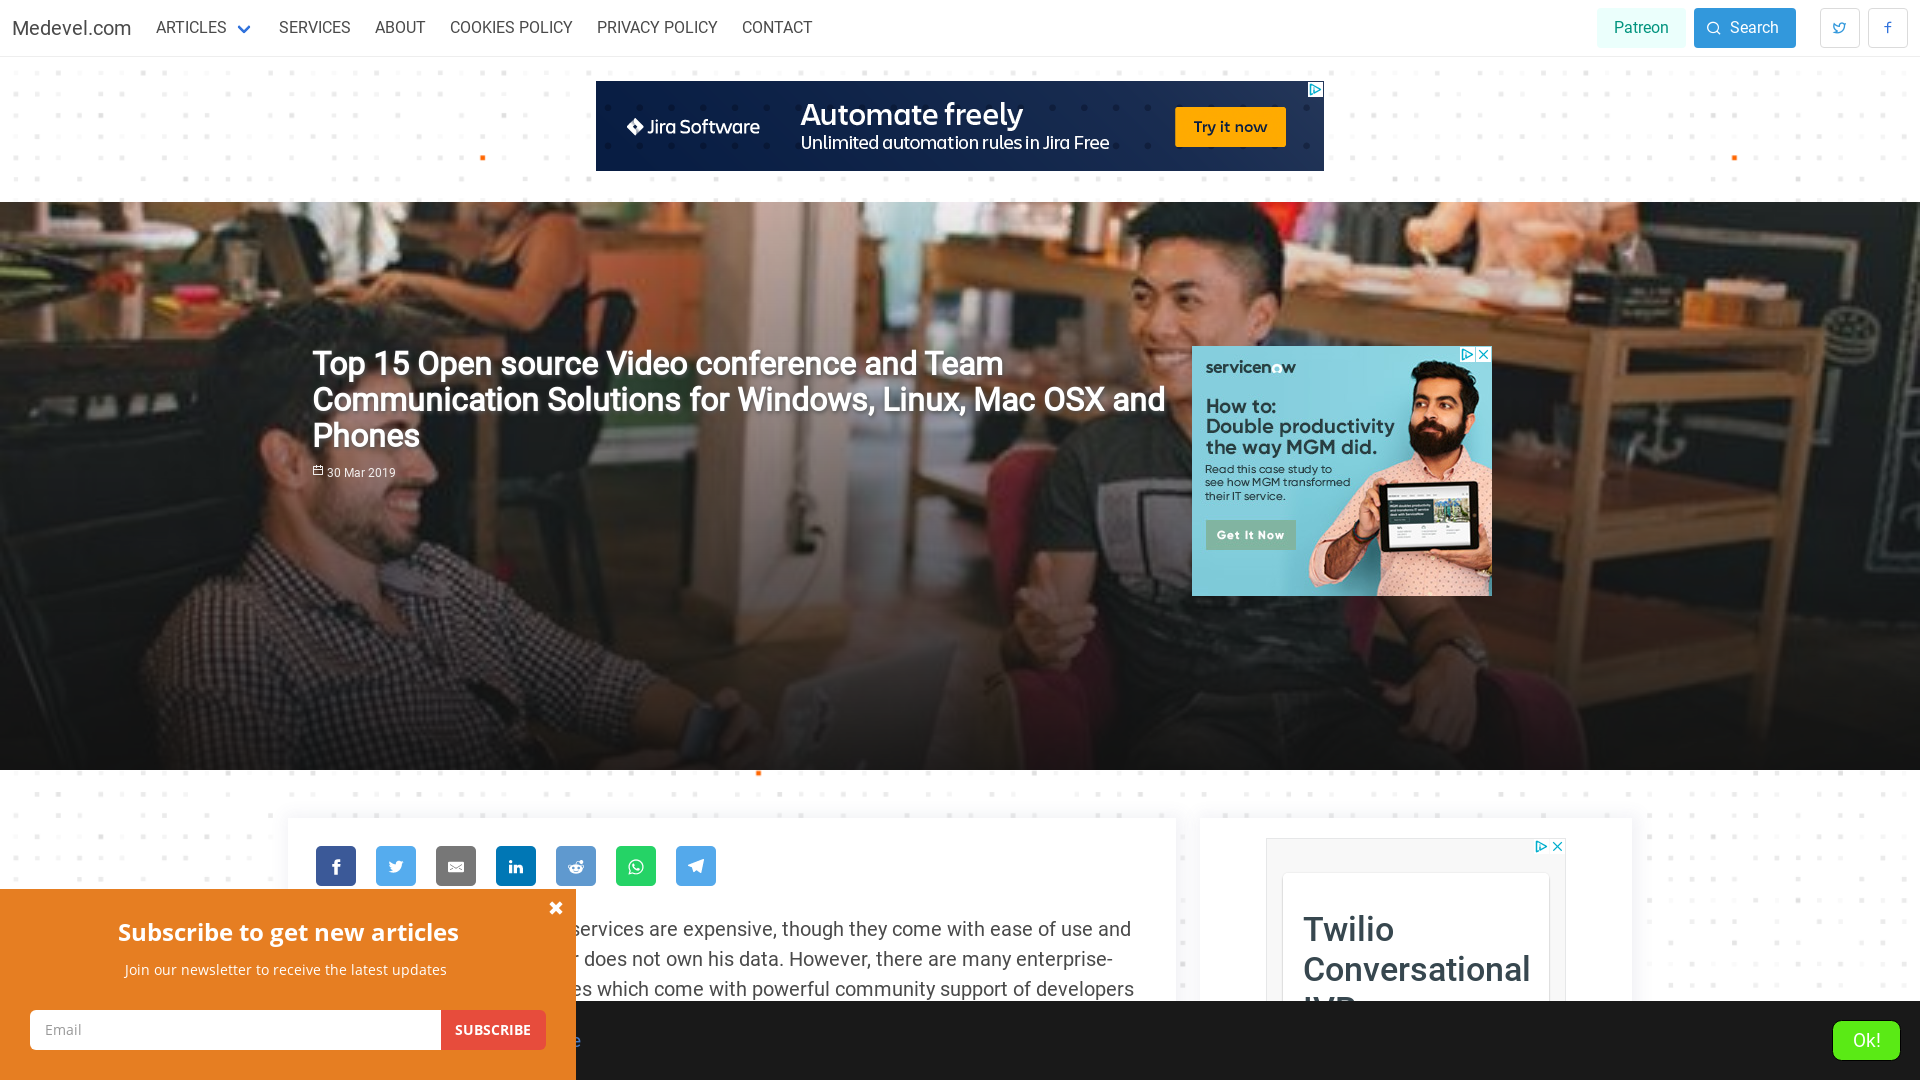 Medevel.com
ARTICLES
SERVICES
ABOUT
COOKIES POLICY
PRIVACY POLICY
CONTACT
Patreon
Search
Jira Software
Automate freely
Unlimited automation rules in Jira Free
Try it now
Top 15 Open source Video conference and Team
Communication Solutions for Windows, Linux, Mac OSX and
Phones
30 Mar 2019
servicenow
How to:
Double productivity
the way MGM did.
Read this case study to
see how MGM transformed
their IT service.
Get It Now
services are expensive, though they come with ease of use and
does not own his data. However, there are many enterprise-
which come with powerful community support of developers
Twilio
Conversational
Subscribe to get new articles
Join our newsletter to receive the latest updates
Email
SUBSCRIBE
Ok!